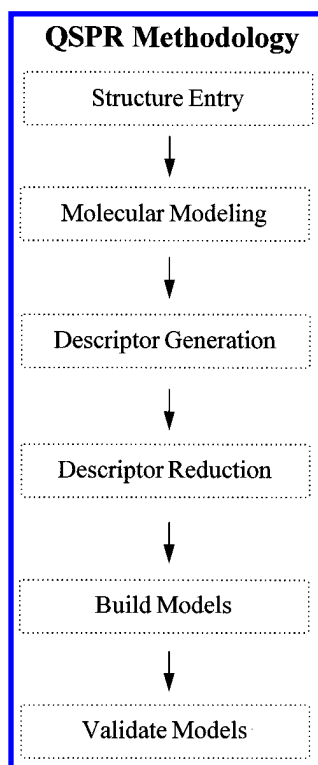 QSPR Methodology
Structure Entry
Molecular Modeling
Descriptor Generation
Descriptor Reduction
Build Models
Validate Models